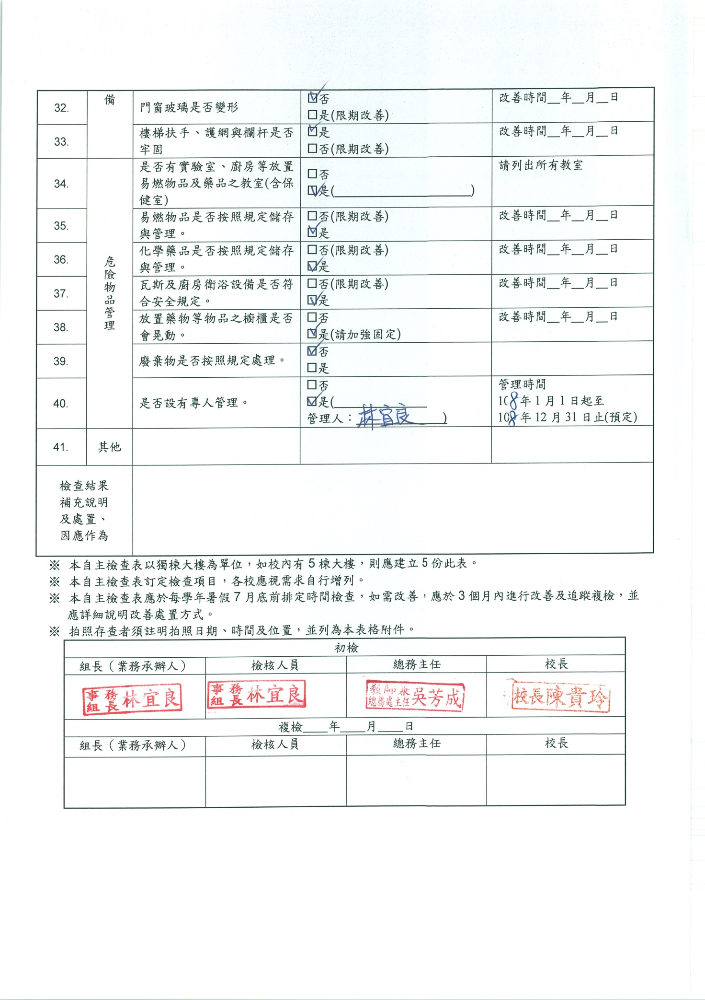 32.
備
門窗玻璃是否變形
☑否
□是(限期改善)
改善時間__年__月__日
33.
樓梯扶手、護網與欄杆是否
牢固
☑是
□否(限期改善)
改善時間__年__月__日
34.
危險物品管理
是否有實驗室、廚房等放置
易燃物品及藥品之教室(含保
健室)
□否
☑是(____________________)
請列出所有教室
35.
易燃物品是否按照規定儲存
與管理。
□否(限期改善)
☑是
改善時間__年__月__日
36.
化學藥品是否按照規定儲存
與管理。
□否(限期改善)
☑是
改善時間__年__月__日
37.
瓦斯及廚房衛浴設備是否符
合安全規定。
□否(限期改善)
☑是
改善時間__年__月__日
38.
放置藥物等物品之櫥櫃是否
會晃動。
□否
☑是(請加強固定)
改善時間__年__月__日
39.
廢棄物是否按照規定處理。
☑否
□是
40.
是否設有專人管理。
□否
☑是(______________
管理人：林宜良)
管理時間
108年1月1日起至
108年12月31日止(預定)
41.
其他
檢查結果
補充說明
及處置、
因應作為
※ 本自主檢查表以獨棟大樓為單位，如校內有5棟大樓，則應建立5份此表。
※ 本自主檢查表訂定檢查項目，各校應視需求自行增列。
※ 本自主檢查表應於每學年暑假7月底前排定時間檢查，如需改善，應於3個月內進行改善及追蹤複檢，並
應詳細說明改善處置方式。
※ 拍照存查者須註明拍照日期、時間及位置，並列為本表格附件。
初檢
組長（業務承辦人） 檢核人員 總務主任 校長
事務組長林宜良 事務組長林宜良 教師兼總務處主任吳芳成 校長陳貴玲
複檢____年____月____日
組長（業務承辦人） 檢核人員 總務主任 校長